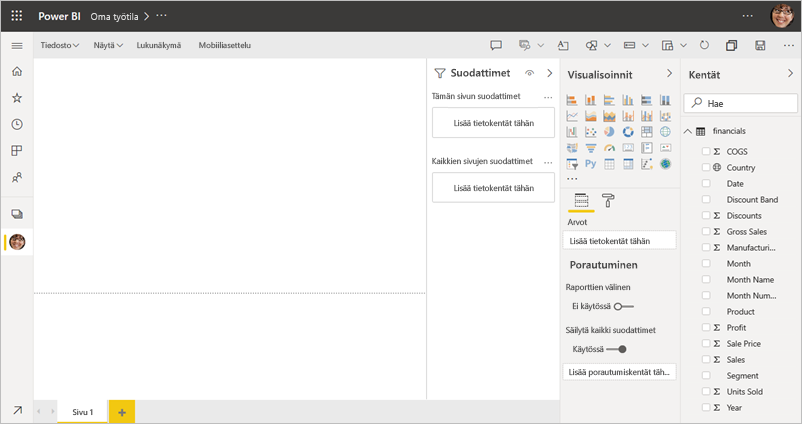 Power BI Oma työtila
Tiedosto Näytä Lukunäkymä Mobiiliasettelu
Suodattimet
Tämän sivun suodattimet
Lisää tietokentät tähän
Kaikkien sivujen suodattimet
Lisää tietokentät tähän
Visualisoinnit
Py
Arvot
Lisää tietokentät tähän
Porautuminen
Raporttien välinen
Ei käytössä
Säilytä kaikki suodattimet
Käytössä
Lisää porautumiskentät täh...
Kentät
Hae
financials
COGS
Country
Date
Discount Band
Discounts
Gross Sales
Manufacturi...
Month
Month Name
Month Num...
Product
Profit
Sale Price
Sales
Segment
Units Sold
Year
Sivu 1